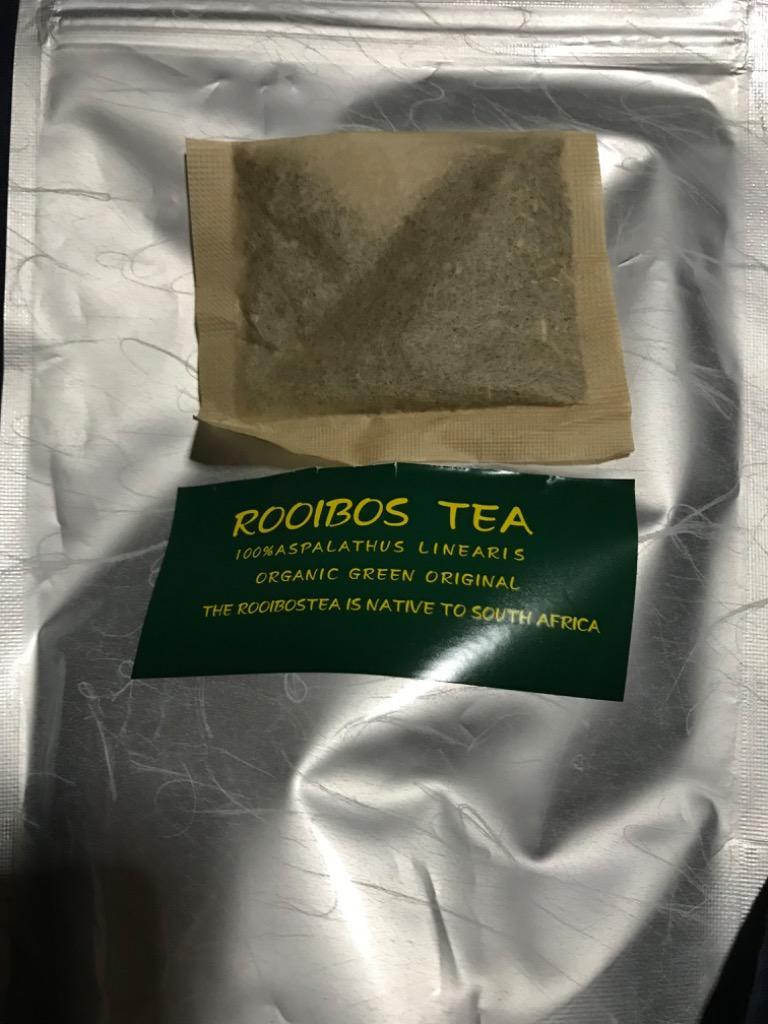 ROOIBOS TEA
100%ASPALATHUS LINEARIS
ORGANIC GREEN ORIGINAL
THE ROOIBOSTEA IS NATIVE TO SOUTH AFRICA